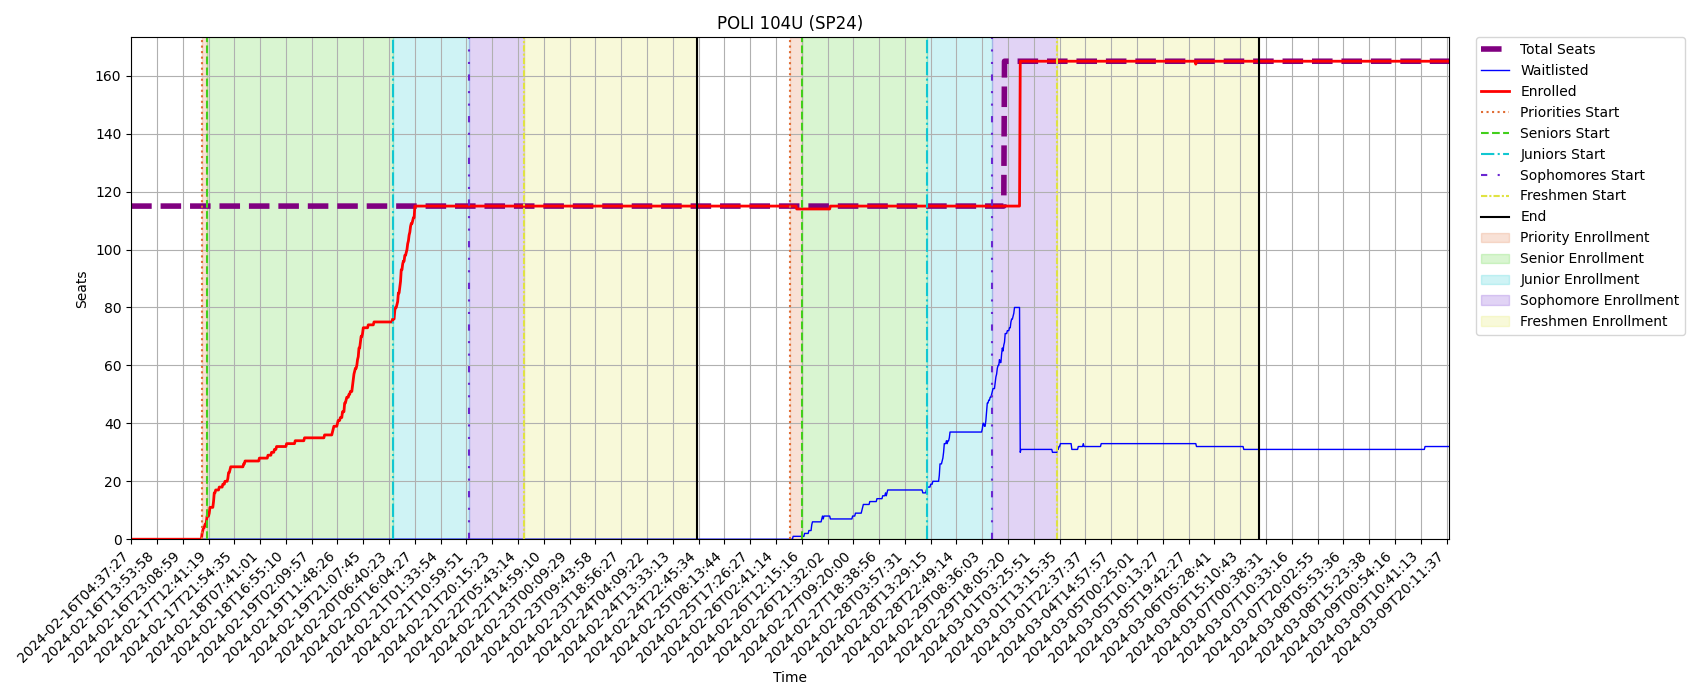 POLI 104U (SP24)
Seats
160
140
120
100
80
60
40
20
0
2024-02-16T04:37:27
2024-02-16T13:53:58
2024-02-16T23:08:59
2024-02-17T12:41:19
2024-02-17T21:54:35
2024-02-18T07:41:01
2024-02-18T16:55:10
2024-02-19T02:09:57
2024-02-19T11:48:26
2024-02-19T21:07:45
2024-02-20T06:40:23
2024-02-20T16:04:27
2024-02-21T01:33:54
2024-02-21T10:59:51
2024-02-21T20:15:23
2024-02-22T05:43:14
2024-02-22T14:59:10
2024-02-23T00:09:29
2024-02-23T09:43:58
2024-02-23T18:56:27
2024-02-24T04:09:22
2024-02-24T13:33:13
2024-02-24T22:45:34
2024-02-25T08:13:44
2024-02-25T17:26:27
2024-02-26T02:41:14
2024-02-26T12:15:16
2024-02-26T21:32:02
2024-02-27T09:20:00
2024-02-27T18:38:56
2024-02-28T03:57:31
2024-02-28T13:29:15
2024-02-28T22:49:14
2024-02-29T08:36:03
2024-02-29T18:05:20
2024-03-01T03:25:51
2024-03-01T13:15:35
2024-03-01T22:37:37
2024-03-04T14:57:57
2024-03-05T00:25:01
2024-03-05T10:13:27
2024-03-05T19:42:27
2024-03-06T05:28:41
2024-03-06T15:10:43
2024-03-07T00:38:31
2024-03-07T10:33:16
2024-03-07T20:02:55
2024-03-08T05:53:36
2024-03-08T15:23:38
2024-03-09T00:54:16
2024-03-09T10:41:13
2024-03-09T20:11:37
Time
Total Seats
Waitlisted
Enrolled
Priorities Start
Seniors Start
Juniors Start
Sophomores Start
Freshmen Start
End
Priority Enrollment
Senior Enrollment
Junior Enrollment
Sophomore Enrollment
Freshmen Enrollment